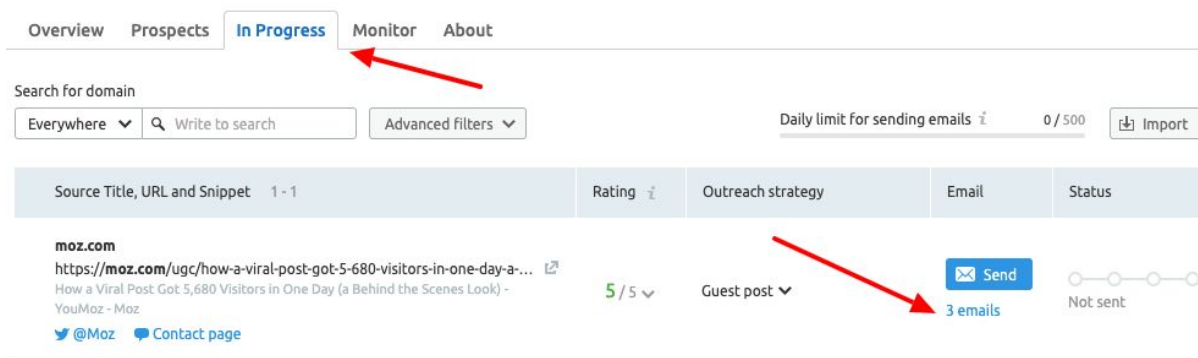 Overview Prospects In Progress Monitor About
Search for domain
Everywhere Write to search Advanced filters Daily limit for sending emails i 0 / 500 Import
Source Title, URL and Snippet 1 - 1 Rating i Outreach strategy Email Status
moz.com
https://moz.com/ugc/how-a-viral-post-got-5-680-visitors-in-one-day-a-...
How a Viral Post Got 5,680 Visitors in One Day (a Behind the Scenes Look) -
YouMoz - Moz
@Moz Contact page
5 / 5
Guest post
Send
3 emails
Not sent